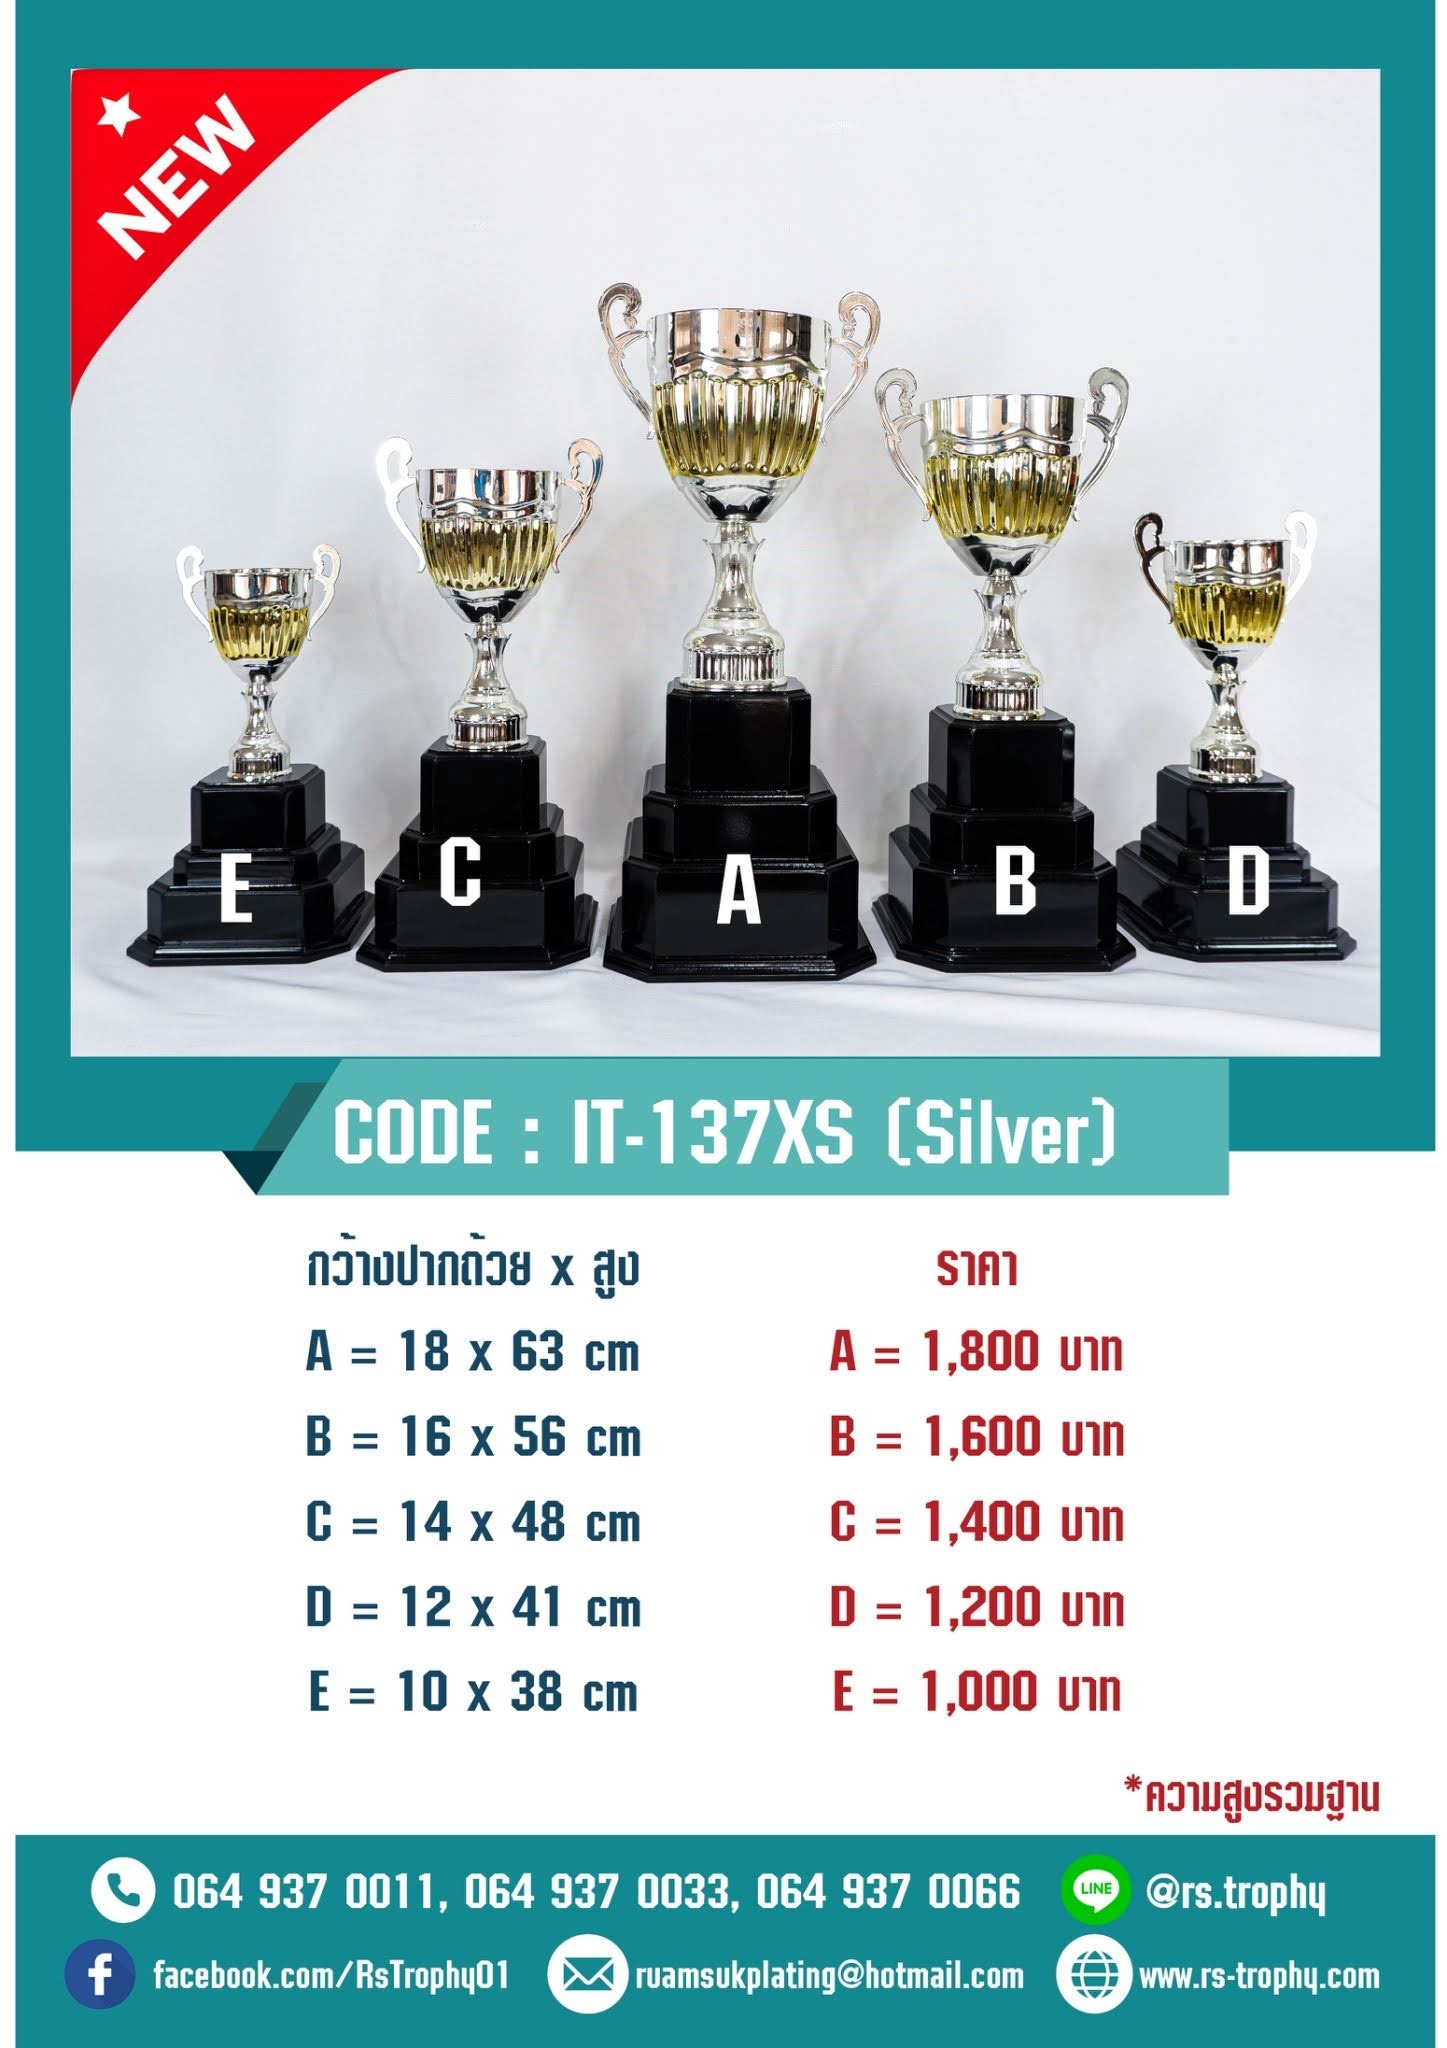 NEW
E
C
A
B
D
CODE : IT-137XS (Silver)
กว้างปากถ้วย x สูง
ราคา
A = 18 x 63 cm
A = 1,800 บาท
B = 16 x 56 cm
B = 1,600 บาท
C = 14 x 48 cm
C = 1,400 บาท
D = 12 x 41 cm
D = 1,200 บาท
E = 10 x 38 cm
E = 1,000 บาท
*ความสูงรวมฐาน
064 937 0011, 064 937 0033, 064 937 0066
LINE
@rs.trophy
facebook.com/RsTrophy01
ruamsukplating@hotmail.com
www.rs-trophy.com